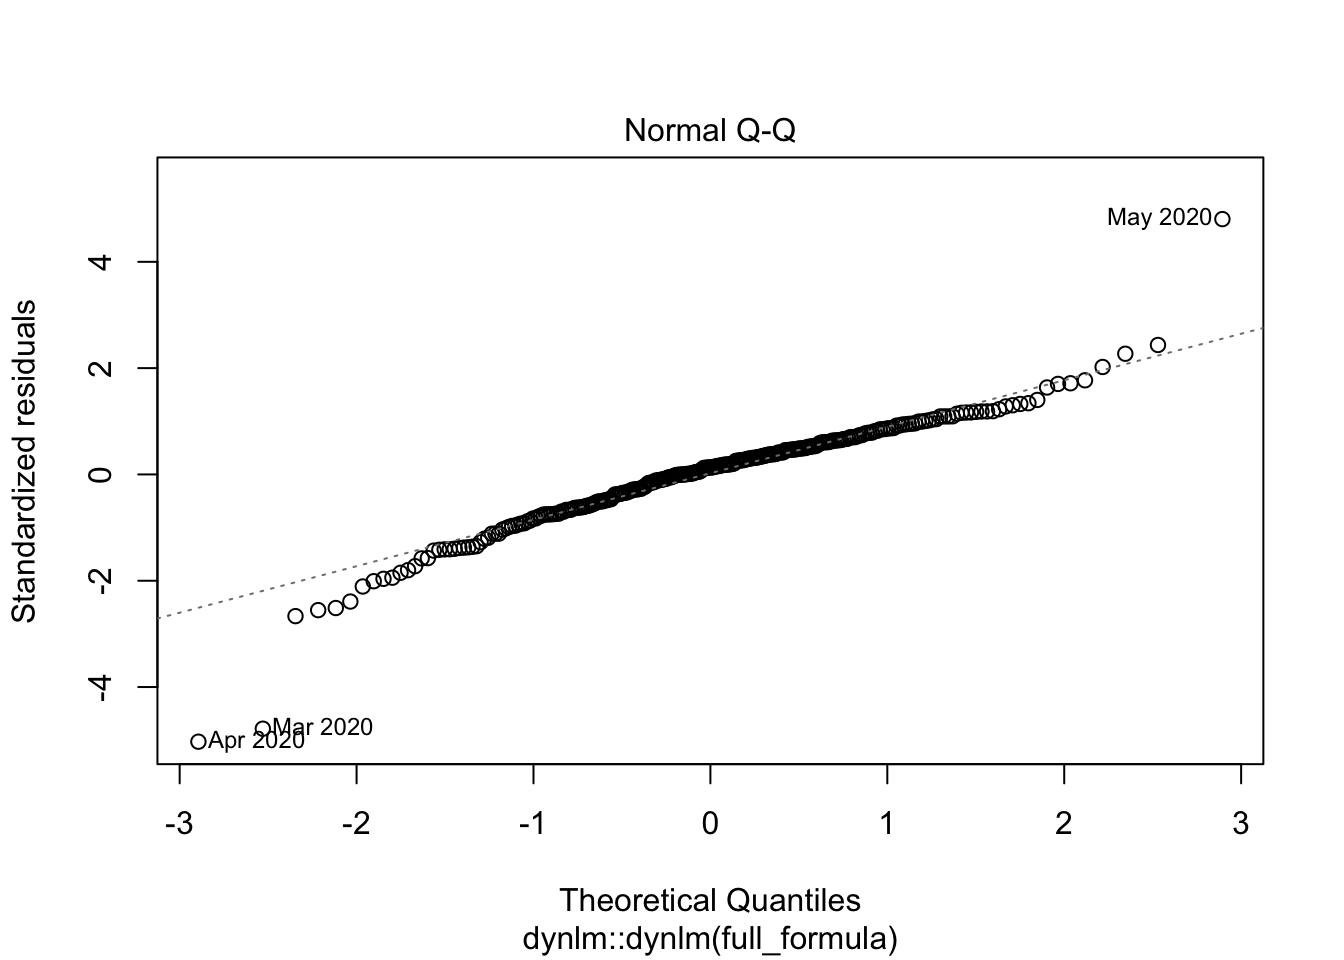 Normal Q-Q
Standardized residuals
4
2
0
-2
-4
May 2020
Mar 2020
Apr 2020
-3 -2 -1 0 1 2 3
Theoretical Quantiles
dynlm::dynlm(full_formula)